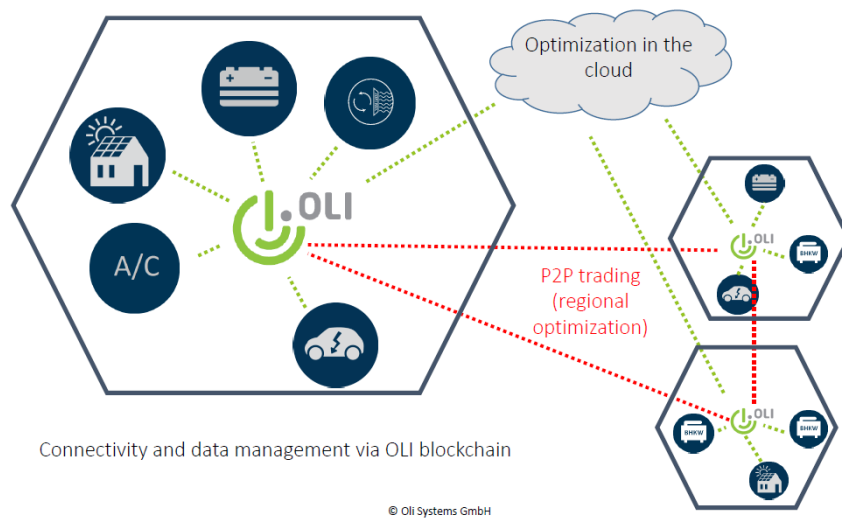 Optimization in the
cloud
.OLI
A/C
.OLI
BHKW
P2P trading
(regional
optimization)
.OLI
BHKW
BHKW
Connectivity and data management via OLI blockchain
© Oli Systems GmbH